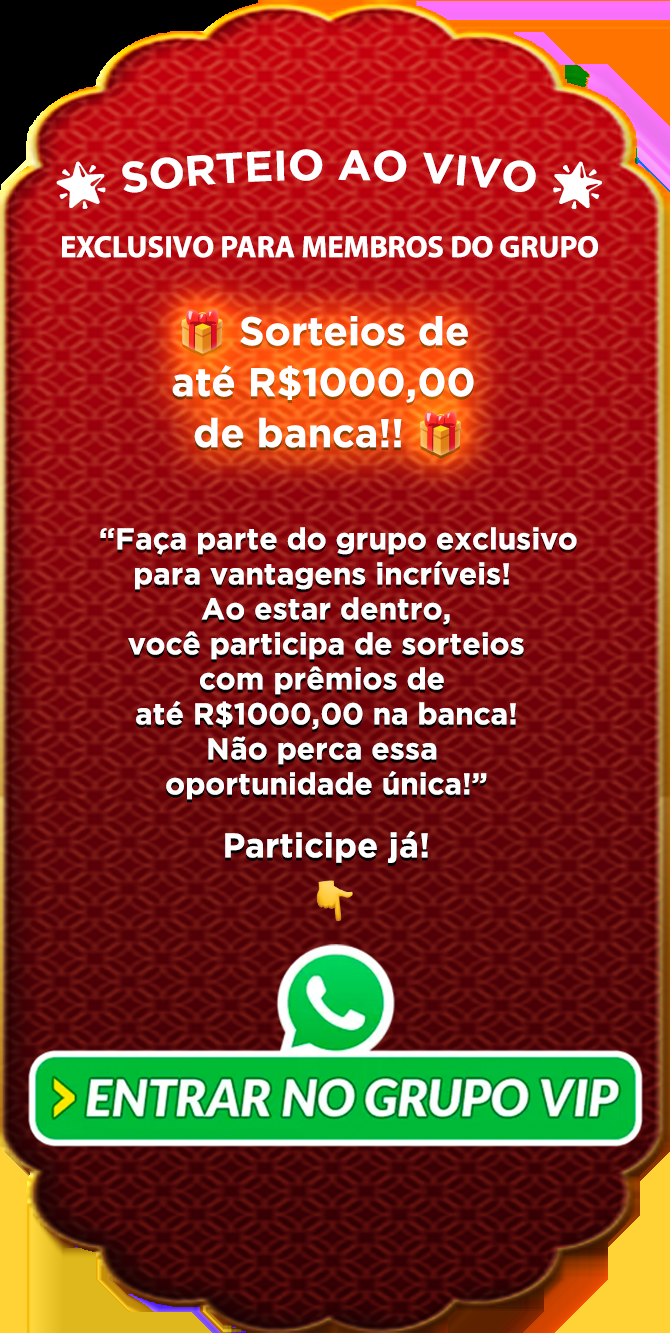 🌟 SORTEIO AO VIVO 🌟
EXCLUSIVO PARA MEMBROS DO GRUPO
🎁 Sorteios de
até R$1000,00
de banca!! 🎁
“Faça parte do grupo exclusivo
para vantagens incríveis!
Ao estar dentro,
você participa de sorteios
com prêmios de
até R$1000,00 na banca!
Não perca essa
oportunidade única!”
Participe já!
👇
> ENTRAR NO GRUPO VIP